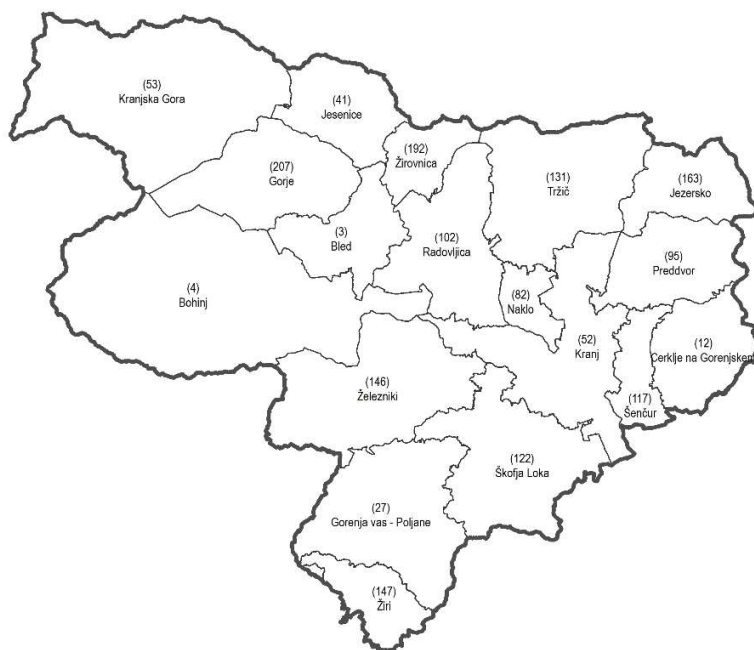 (53)
Kranjska Gora
(41)
Jesenice
(192)
Žirovnica
(207)
Gorje
(131)
Tržič
(163)
Jezersko
(3)
Bled
(102)
Radovljica
(95)
Preddvor
(4)
Bohinj
(82)
Naklo
(52)
Kranj
(12)
Cerklje na Gorenjskem
(146)
Železniki
(117)
Šenčur
(122)
Škofja Loka
(27)
Gorenja vas - Poljane
(147)
Žiri